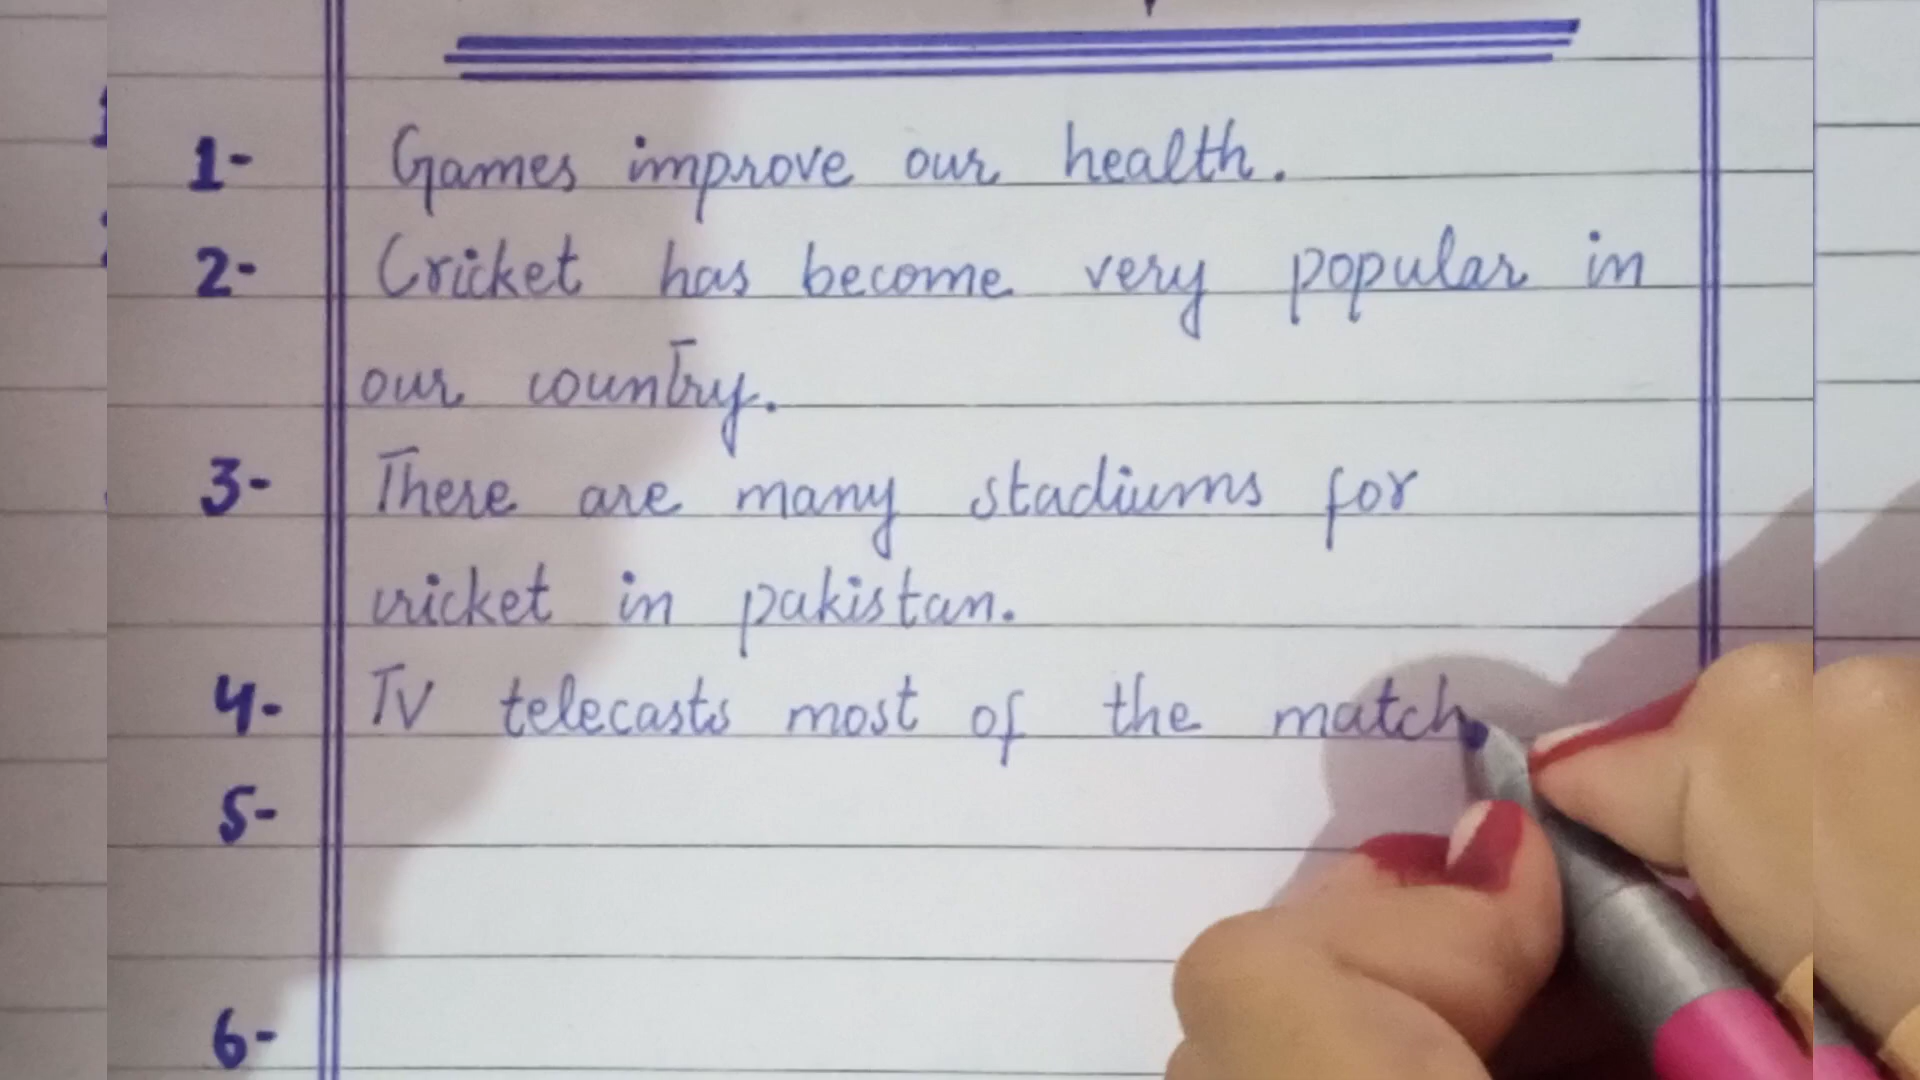 1- Games improve our health.
2- Cricket has become very popular in
our country.
3- There are many stadiums for
cricket in pakistan.
4- TV telecasts most of the match
5-
6-